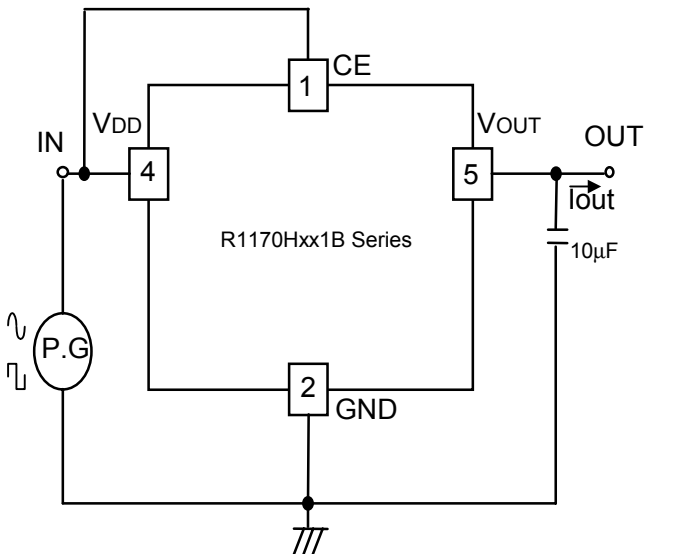 CE
1
VDD
VOUT
IN
OUT
4
5
Iout
R1170Hxx1B Series
10μF
P.G
2
GND